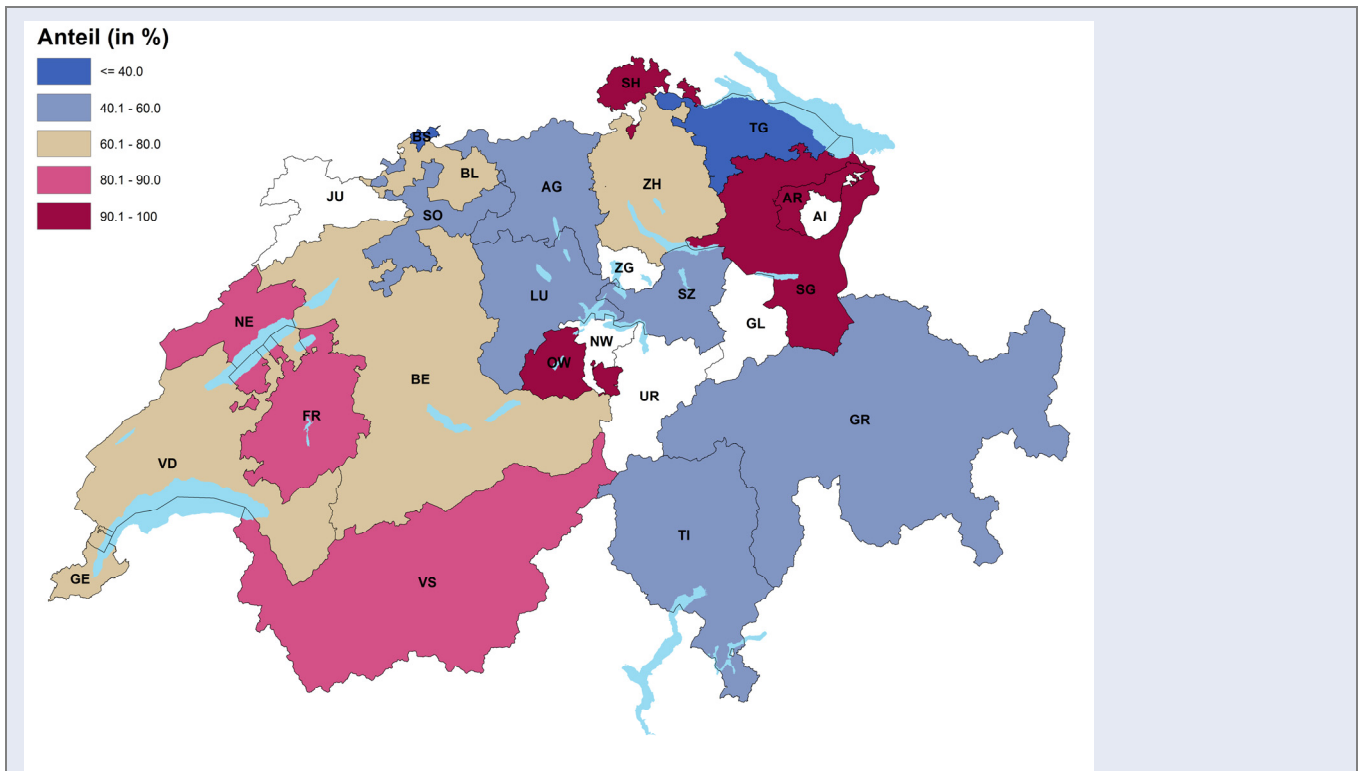 Anteil (in %)
<= 40.0
40.1 - 60.0
60.1 - 80.0
80.1 - 90.0
90.1 - 100
SH
TG
BS
BL
AG
ZH
JU
SO
AR
AI
ZG
LU
SZ
SG
NE
NW
GL
OW
BE
UR
FR
GR
VD
TI
GE
VS